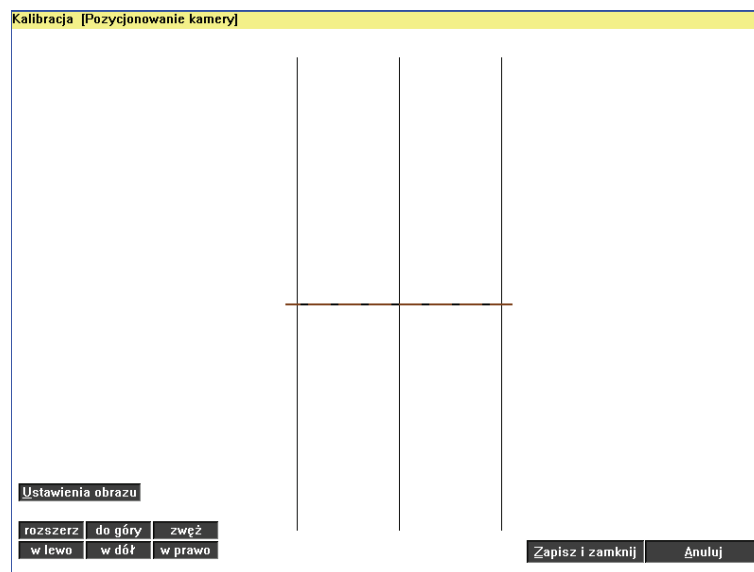 Kalibracja [Pozycjonowanie kamery]
Ustawienia obrazu
rozszerz do góry zwęż
w lewo w dół w prawo
Zapisz i zamknij Anuluj